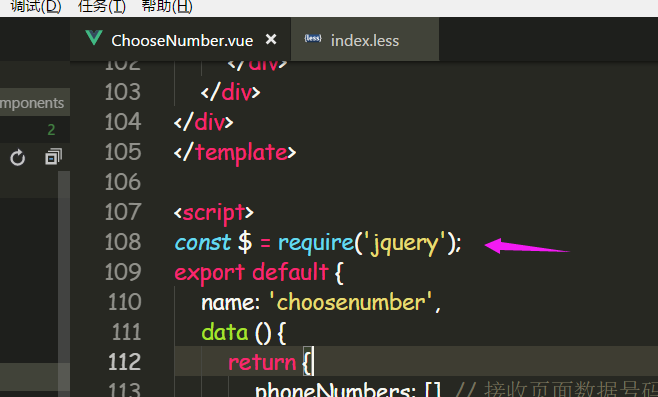 调试(D) 任务(T) 帮助(H)
ChooseNumber.vue × {less} index.less
102 </div>
mponents
103 </div>
104 </div>
2
105 </template>
106
107 <script>
108 const $ = require('jquery');
109 export default {
110 name: 'choosenumber',
111 data () {
112 return {
113 phoneNumbers: [] // 接收页面数据号码